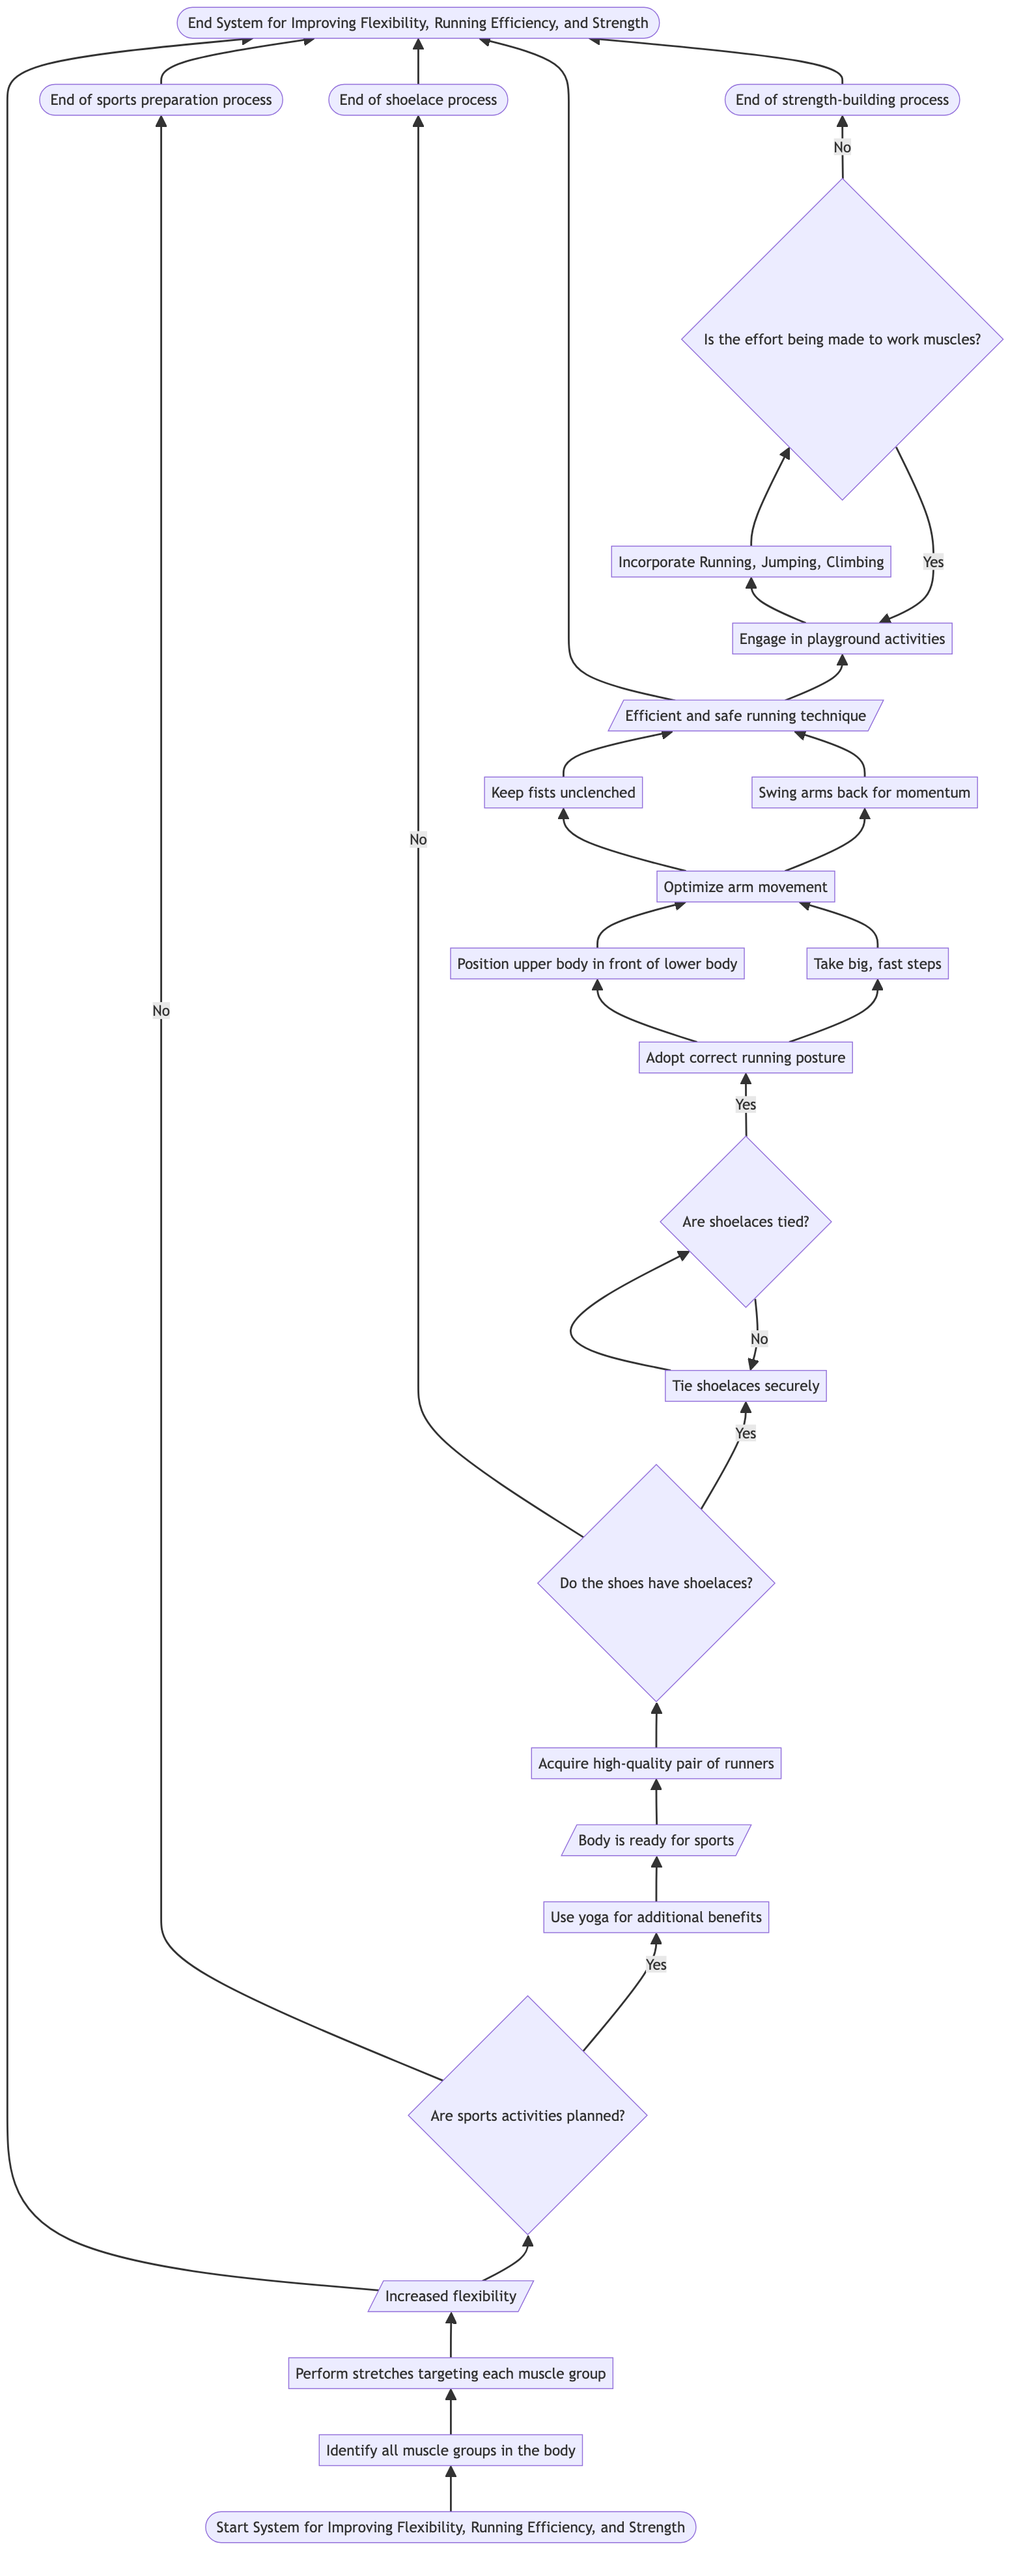 End System for Improving Flexibility, Running Efficiency, and Strength
End of sports preparation process
End of shoelace process
End of strength-building process
No
Is the effort being made to work muscles?
Incorporate Running, Jumping, Climbing
Yes
Engage in playground activities
Efficient and safe running technique
Keep fists unclenched
Swing arms back for momentum
No
Optimize arm movement
Position upper body in front of lower body
Take big, fast steps
No
Adopt correct running posture
Yes
Are shoelaces tied?
No
Tie shoelaces securely
Yes
Do the shoes have shoelaces?
Acquire high-quality pair of runners
Body is ready for sports
Use yoga for additional benefits
Yes
Are sports activities planned?
Increased flexibility
Perform stretches targeting each muscle group
Identify all muscle groups in the body
Start System for Improving Flexibility, Running Efficiency, and Strength